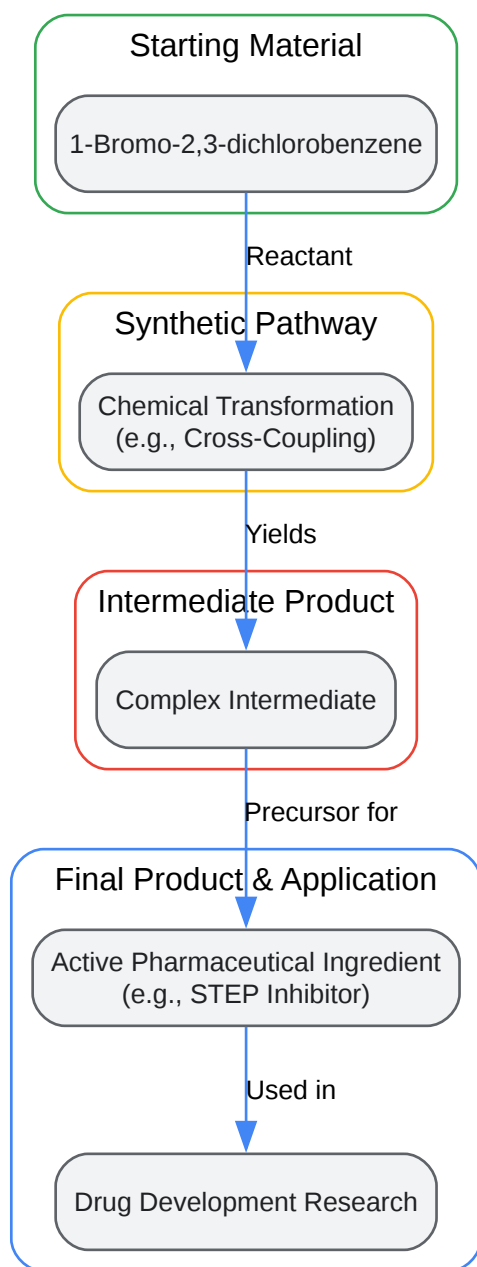 Starting Material
1-Bromo-2,3-dichlorobenzene
Reactant
Synthetic Pathway
Chemical Transformation
(e.g., Cross-Coupling)
Yields
Intermediate Product
Complex Intermediate
Precursor for
Final Product & Application
Active Pharmaceutical Ingredient
(e.g., STEP Inhibitor)
Used in
Drug Development Research